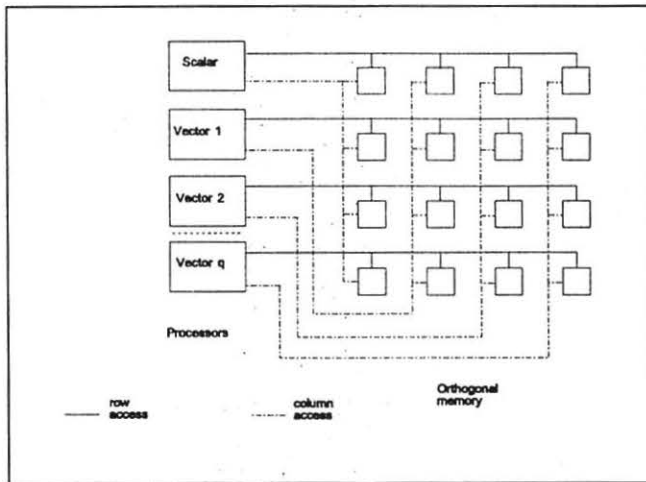 Scalar
Vector 1
Vector 2
Vector q
Processors
Orthogonal
memory
row
access
column
access